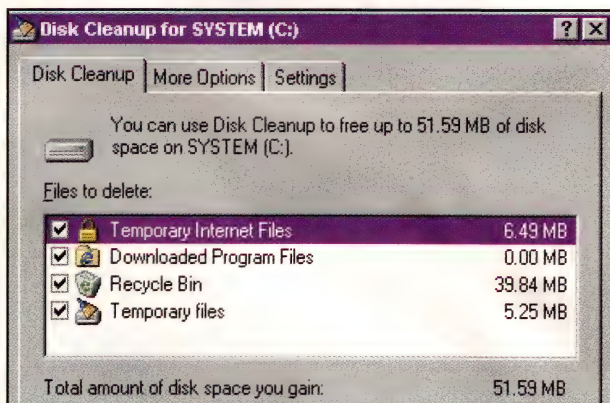 Disk Cleanup for SYSTEM (C:)
Disk Cleanup More Options Settings
You can use Disk Cleanup to free up to 51.59 MB of disk
space on SYSTEM (C:).
Files to delete:
Temporary Internet Files 6.49 MB
Downloaded Program Files 0.00 MB
Recycle Bin 39.84 MB
Temporary files 5.25 MB
Total amount of disk space you gain: 51.59 MB